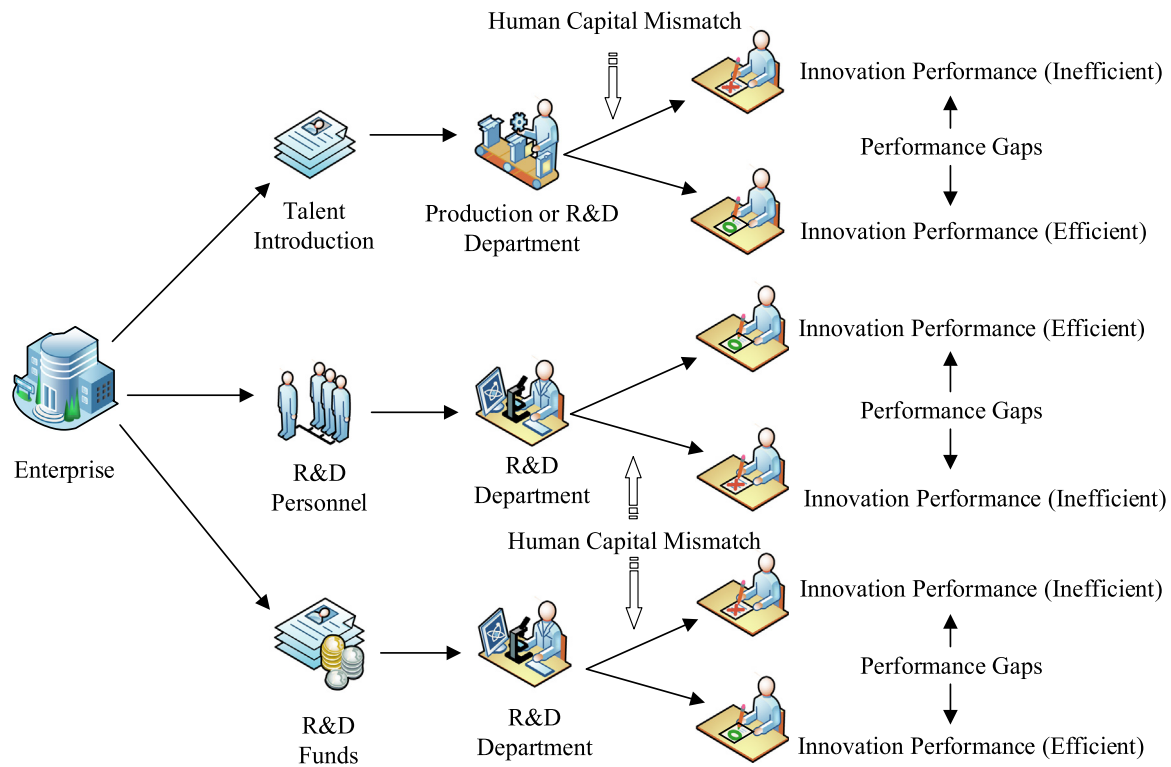 Human Capital Mismatch
Innovation Performance (Inefficient)
Performance Gaps
Talent
Introduction
Production or R&D
Department
Innovation Performance (Efficient)
Innovation Performance (Efficient)
Performance Gaps
Enterprise
R&D
Personnel
R&D
Department
Innovation Performance (Inefficient)
Human Capital Mismatch
Innovation Performance (Inefficient)
Performance Gaps
R&D
Funds
R&D
Department
Innovation Performance (Efficient)